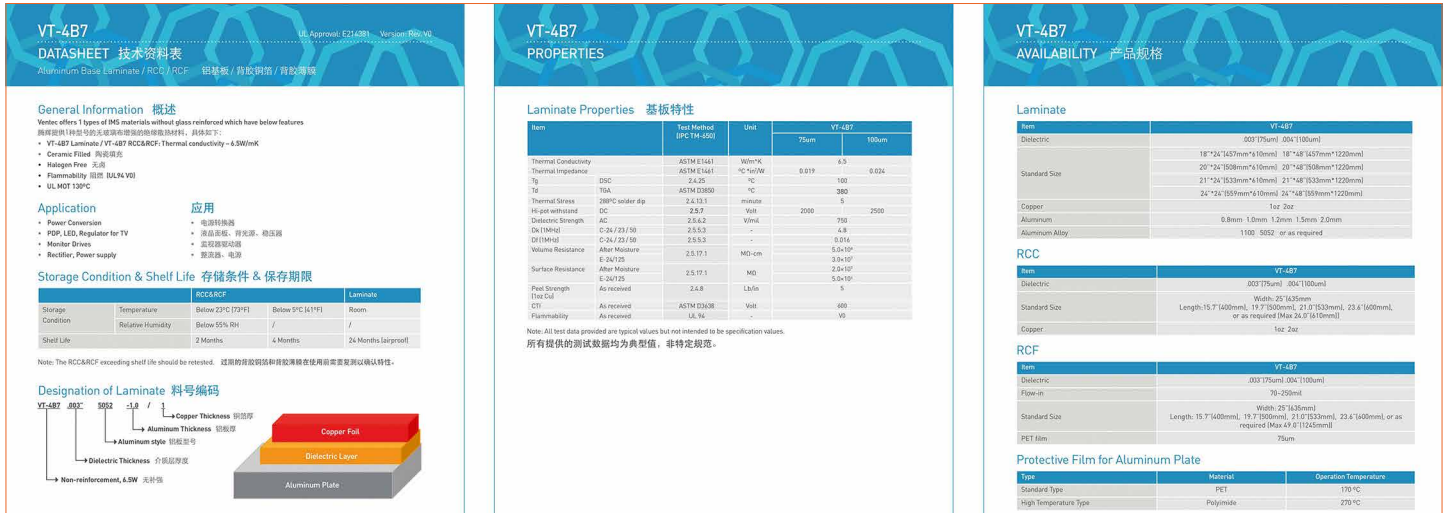 VT-4B7
UL Approval: E214381 Version: Rev. V0
DATASHEET 技术资料表
Aluminum Base Laminate / RCC / RCF 铝基板 / 背胶铜箔 / 背胶薄膜
General Information 概述
Ventec offers 1 types of IMS materials without glass reinforced which have below features
腾辉提供1种型号的无玻璃布增强的绝缘散热材料，具体如下：
• VT-4B7 Laminate / VT-4B7 RCC&RCF: Thermal conductivity – 6.5W/mK
• Ceramic Filled 陶瓷填充
• Halogen Free 无卤
• Flammability 阻燃 (UL94 V0)
• UL MOT 130ºC
Application 应用
• Power Conversion • 电源转换器
• PDP, LED, Regulator for TV • 液晶面板、背光源、稳压器
• Monitor Drives • 监视器驱动器
• Rectifier, Power supply • 整流器、电源
Storage Condition & Shelf Life 存储条件 & 保存期限
RCC&RCF Laminate
Storage Condition Temperature Below 23ºC (73ºF) Below 5ºC (41ºF) Room
Relative Humidity Below 55% RH / /
Shelf Life 2 Months 4 Months 24 Months (airproof)
Note: The RCC&RCF exceeding shelf life should be retested. 过期的背胶铜箔和背胶薄膜在使用前需要复测以确认特性。
Designation of Laminate 料号编码
VT-4B7 .003" 5052 -1.0 / 1
Copper Thickness 铜箔厚
Aluminum Thickness 铝板厚
Aluminum style 铝板型号
Dielectric Thickness 介质层厚度
Non-reinforcement, 6.5W 无补强
Copper Foil
Dielectric Layer
Aluminum Plate
VT-4B7
PROPERTIES
Laminate Properties 基板特性
Item Test Method (IPC TM-650) Unit VT-4B7
75um 100um
Thermal Conductivity ASTM E1461 W/m*K 6.5
Thermal Impedance ASTM E1461 ºC *in²/W 0.019 0.024
Tg DSC 2.4.25 ºC 100
Td TGA ASTM D3850 ºC 380
Thermal Stress 288ºC solder dip 2.4.13.1 minute 5
Hi-pot withstand DC 2.5.7 Volt 2000 2500
Dielectric Strength AC 2.5.6.2 V/mil 750
Dk (1MHz) C-24 / 23 / 50 2.5.5.3 - 4.8
Df (1MHz) C-24 / 23 / 50 2.5.5.3 - 0.016
Volume Resistance After Moisture 2.5.17.1 MΩ-cm 5.0×10⁸
E-24/125 3.0×10⁷
Surface Resistance After Moisture 2.5.17.1 MΩ 2.0×10⁷
E-24/125 5.0×10⁶
Peel Strength (1oz Cu) As received 2.4.8 Lb/in 5
CTI As received ASTM D3638 Volt 600
Flammability As received UL 94 - V0
Note: All test data provided are typical values but not intended to be specification values.
所有提供的测试数据均为典型值，非特定规范。
VT-4B7
AVAILABILITY 产品规格
Laminate
Item VT-4B7
Dielectric .003"(75um) .004"(100um)
Standard Size 18"*24"(457mm*610mm) 18"*48"(457mm*1220mm)
20"*24"(508mm*610mm) 20"*48"(508mm*1220mm)
21"*24"(533mm*610mm) 21"*48"(533mm*1220mm)
24"*24"(559mm*610mm) 24"*48"(559mm*1220mm)
Copper 1oz 2oz
Aluminum 0.8mm 1.0mm 1.2mm 1.5mm 2.0mm
Aluminum Alloy 1100 5052 or as required
RCC
Item VT-4B7
Dielectric .003"(75um) .004"(100um)
Standard Size Width: 25"(635mm
Length:15.7"(400mm), 19.7"(500mm), 21.0"(533mm), 23.6"(600mm),
or as required (Max 24.0"(610mm))
Copper 1oz 2oz
RCF
Item VT-4B7
Dielectric .003"(75um) .004"(100um)
Flow-in 70~250mil
Standard Size Width: 25"(635mm)
Length: 15.7"(400mm), 19.7"(500mm), 21.0"(533mm), 23.6"(600mm), or as
required (Max 49.0"(1245mm))
PET film 75um
Protective Film for Aluminum Plate
Type Material Operation Temperature
Standard Type PET 170 ºC
High Temperature Type Polyimide 270 ºC